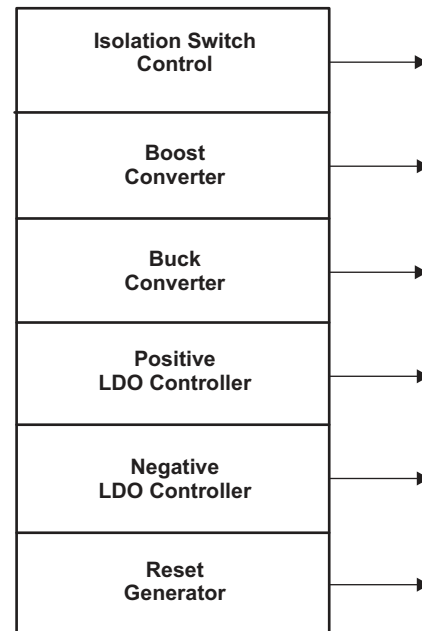 Isolation Switch
Control
Boost
Converter
Buck
Converter
Positive
LDO Controller
Negative
LDO Controller
Reset
Generator